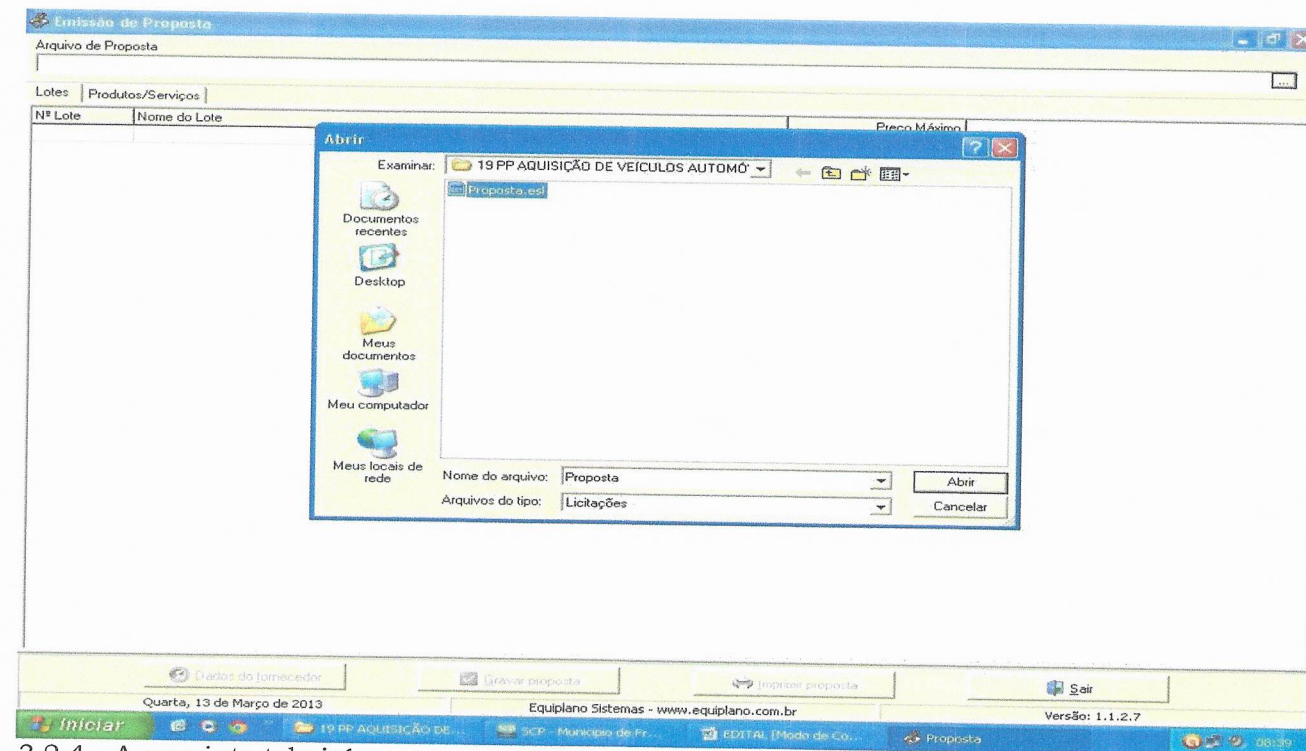 Emissão de Proposta
Arquivo de Proposta
...
Lotes Produtos/Serviços
Nº Lote Nome do Lote Preço Máximo
Abrir
Examinar: 19 PP AQUISIÇÃO DE VEÍCULOS AUTOMÓ
Proposta.esl
Documentos
recentes
Desktop
Meus
documentos
Meu computador
Meus locais de
rede
Nome do arquivo: Proposta Abrir
Arquivos do tipo: Licitações Cancelar
Dados do fornecedor Gravar proposta Imprimir proposta Sair
Quarta, 13 de Março de 2013 Equiplano Sistemas - www.equiplano.com.br Versão: 1.1.2.7
Iniciar 19 PP AQUISIÇÃO DE... SCP - Município de Fr... EDITAL [Modo de Co... Proposta 08:39